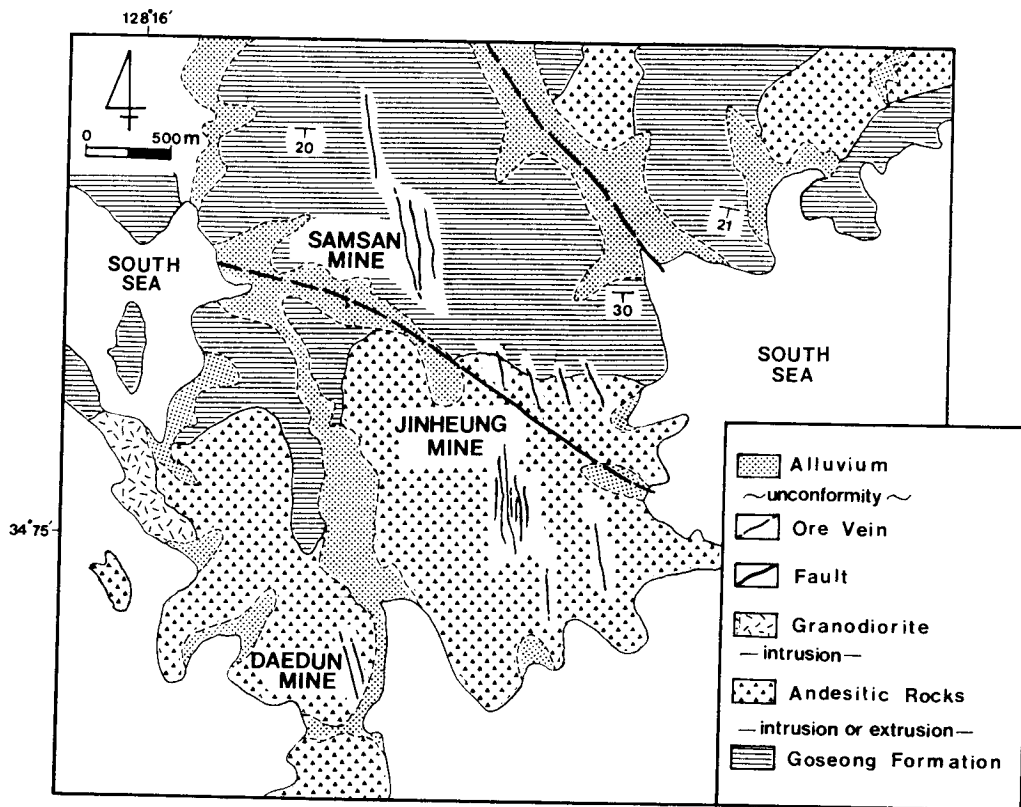 128°16′
0 500m
20
SAMSAN
MINE
21
SOUTH
SEA
30
SOUTH
SEA
JINHEUNG
MINE
34°75′
DAEDUN
MINE
Alluvium
~unconformity~
Ore Vein
Fault
Granodiorite
— intrusion —
Andesitic Rocks
— intrusion or extrusion —
Goseong Formation